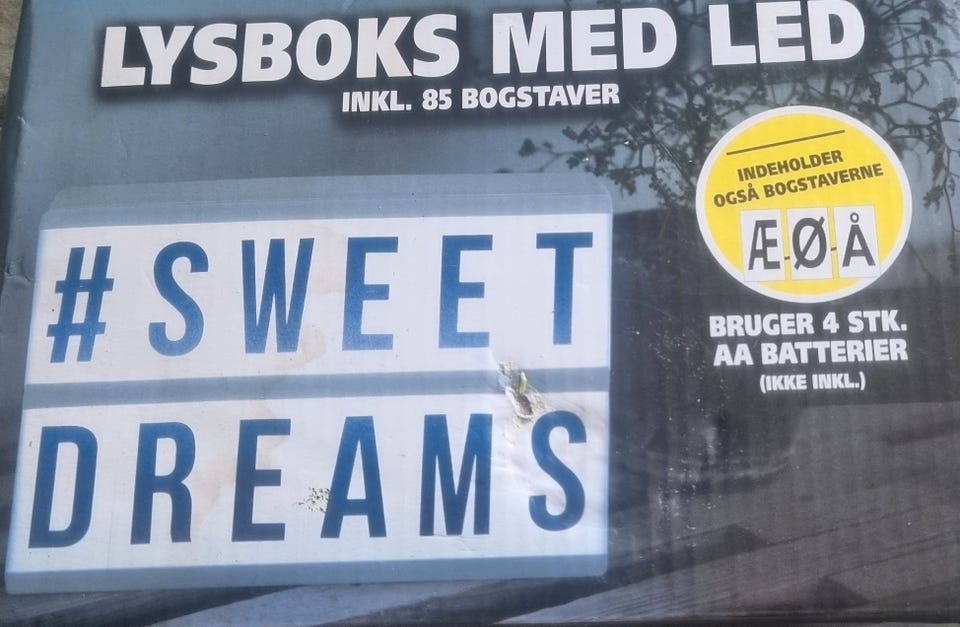 LYSBOKS MED LED
INKL. 85 BOGSTAVER
INDEHOLDER
OGSÅ BOGSTAVERNE
Æ-Ø-Å
BRUGER 4 STK.
AA BATTERIER
(IKKE INKL.)
#SWEET
DREAMS